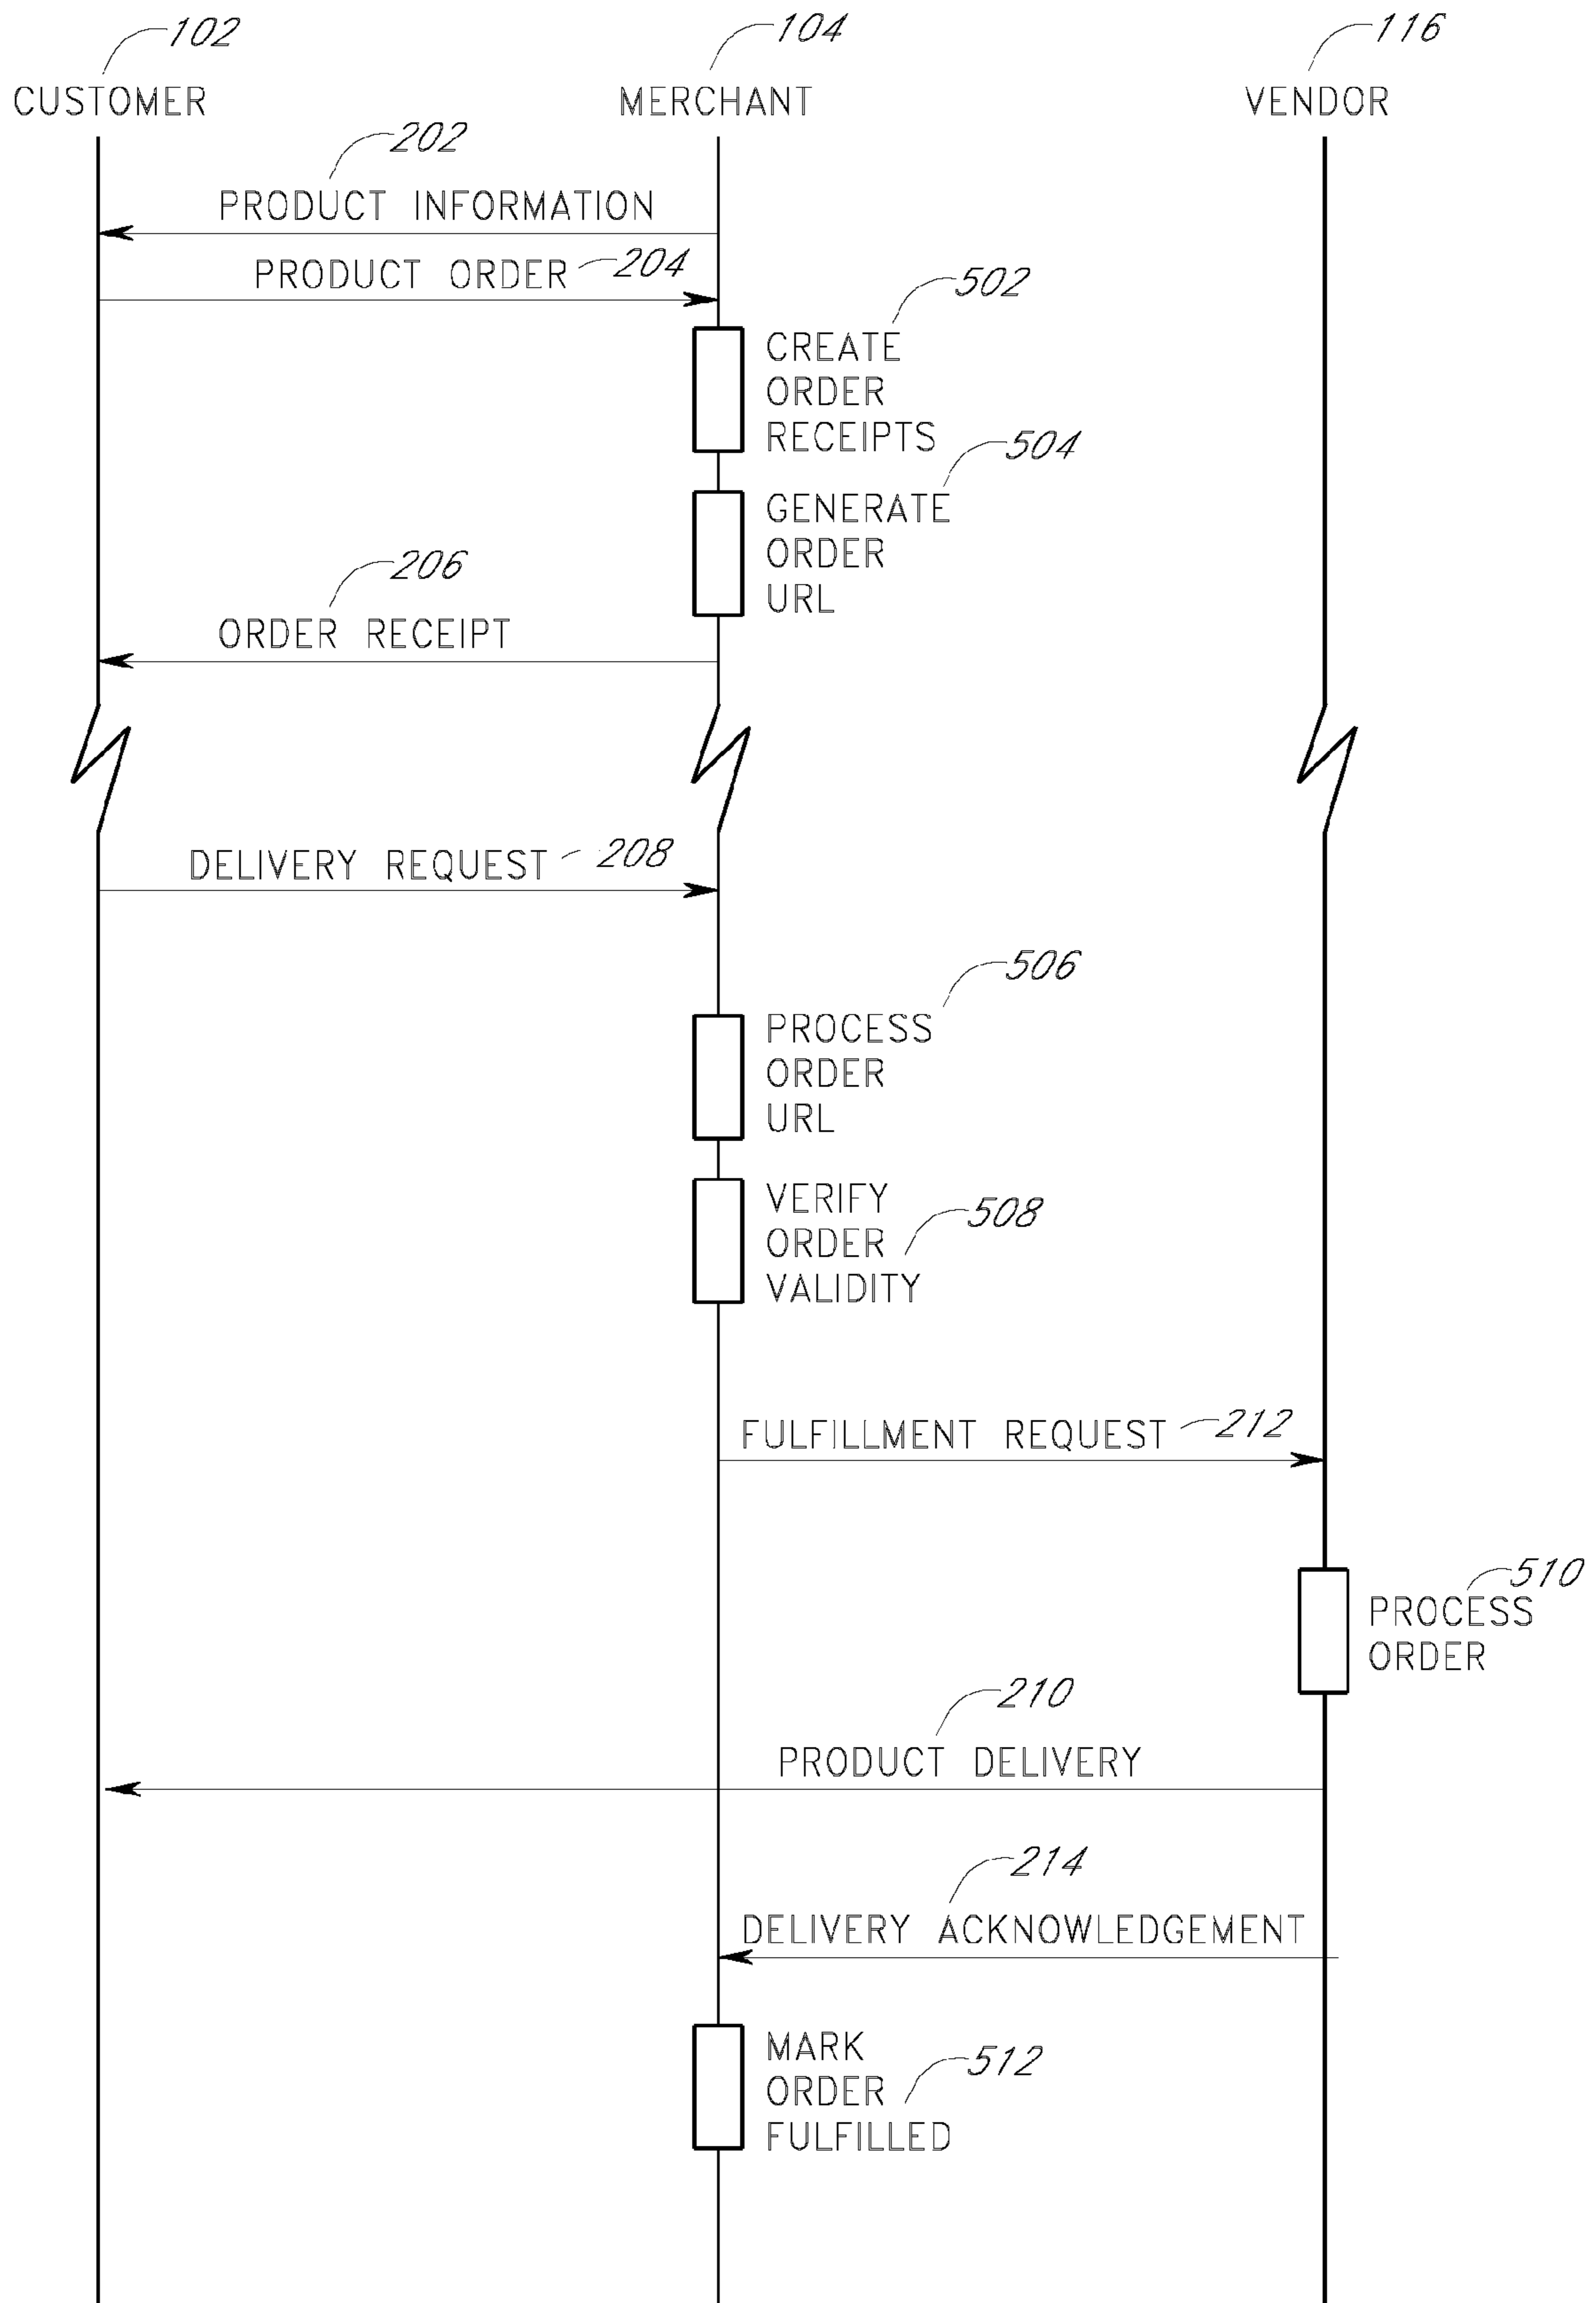 102
104
116
CUSTOMER
MERCHANT
VENDOR
202
PRODUCT INFORMATION
PRODUCT ORDER
204
502
CREATE
ORDER
RECEIPTS
504
GENERATE
ORDER
URL
206
ORDER RECEIPT
DELIVERY REQUEST
208
506
PROCESS
ORDER
URL
VERIFY
ORDER
VALIDITY
508
FULFILLMENT REQUEST
212
510
PROCESS
ORDER
210
PRODUCT DELIVERY
214
DELIVERY ACKNOWLEDGEMENT
MARK
ORDER
FULFILLED
512